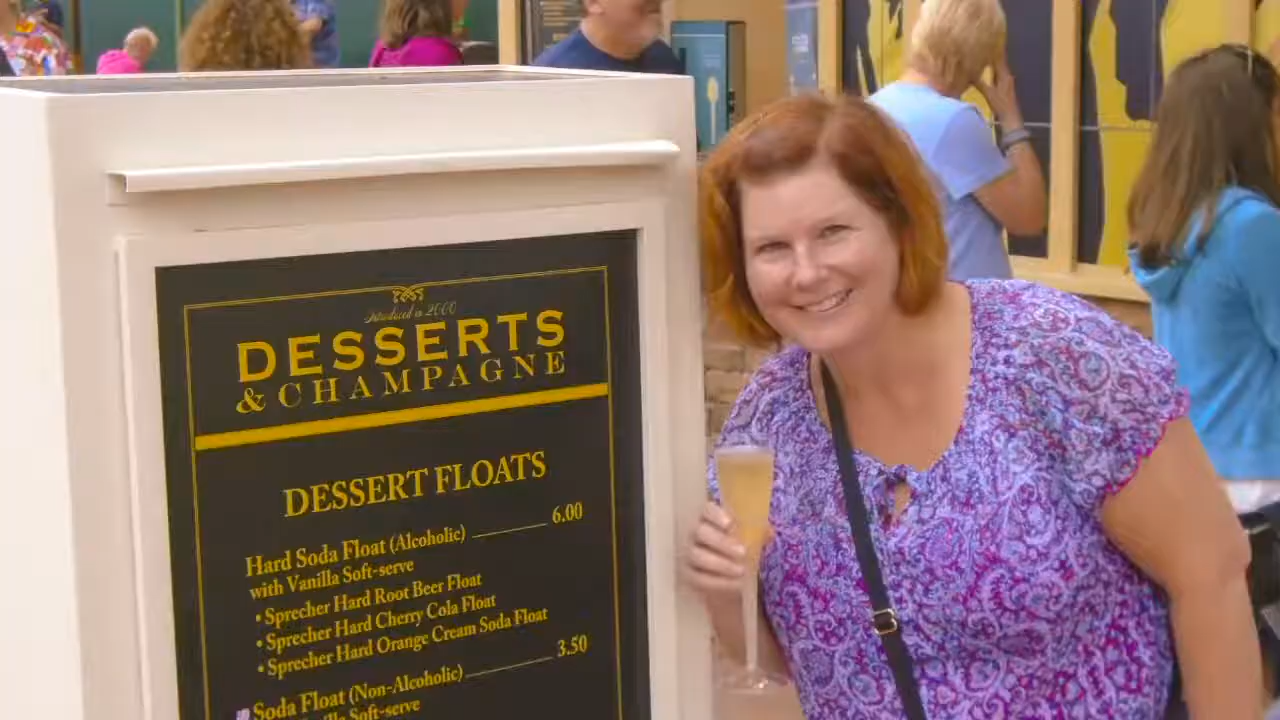 Introduced in 2000
DESSERTS
& CHAMPAGNE
DESSERT FLOATS
Hard Soda Float (Alcoholic) 6.00
with Vanilla Soft-serve
• Sprecher Hard Root Beer Float
• Sprecher Hard Cherry Cola Float
• Sprecher Hard Orange Cream Soda Float
Soda Float (Non-Alcoholic) 3.50
Soft-serve